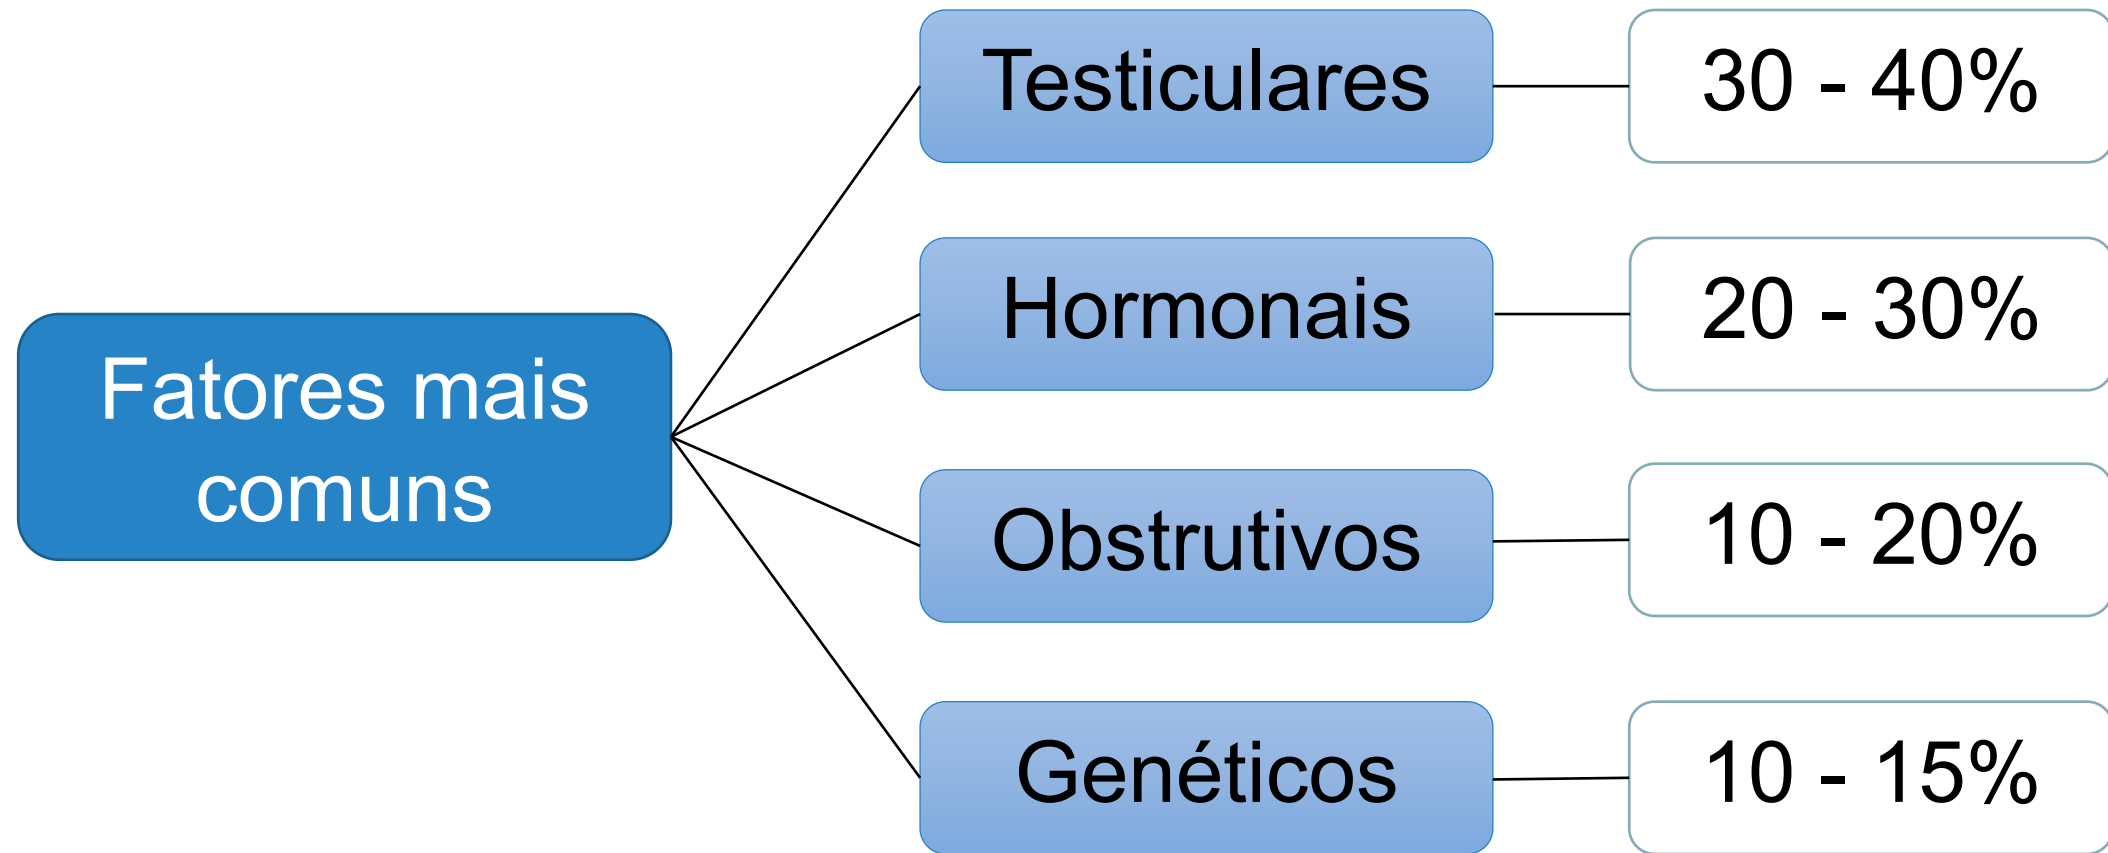 Testiculares
30 - 40%
Hormonais
20 - 30%
Fatores mais
comuns
Obstrutivos
10 - 20%
Genéticos
10 - 15%